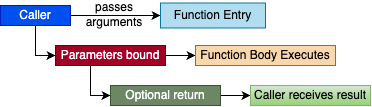 Caller
passes
arguments
Function Entry
Parameters bound
Function Body Executes
Optional return
Caller receives result